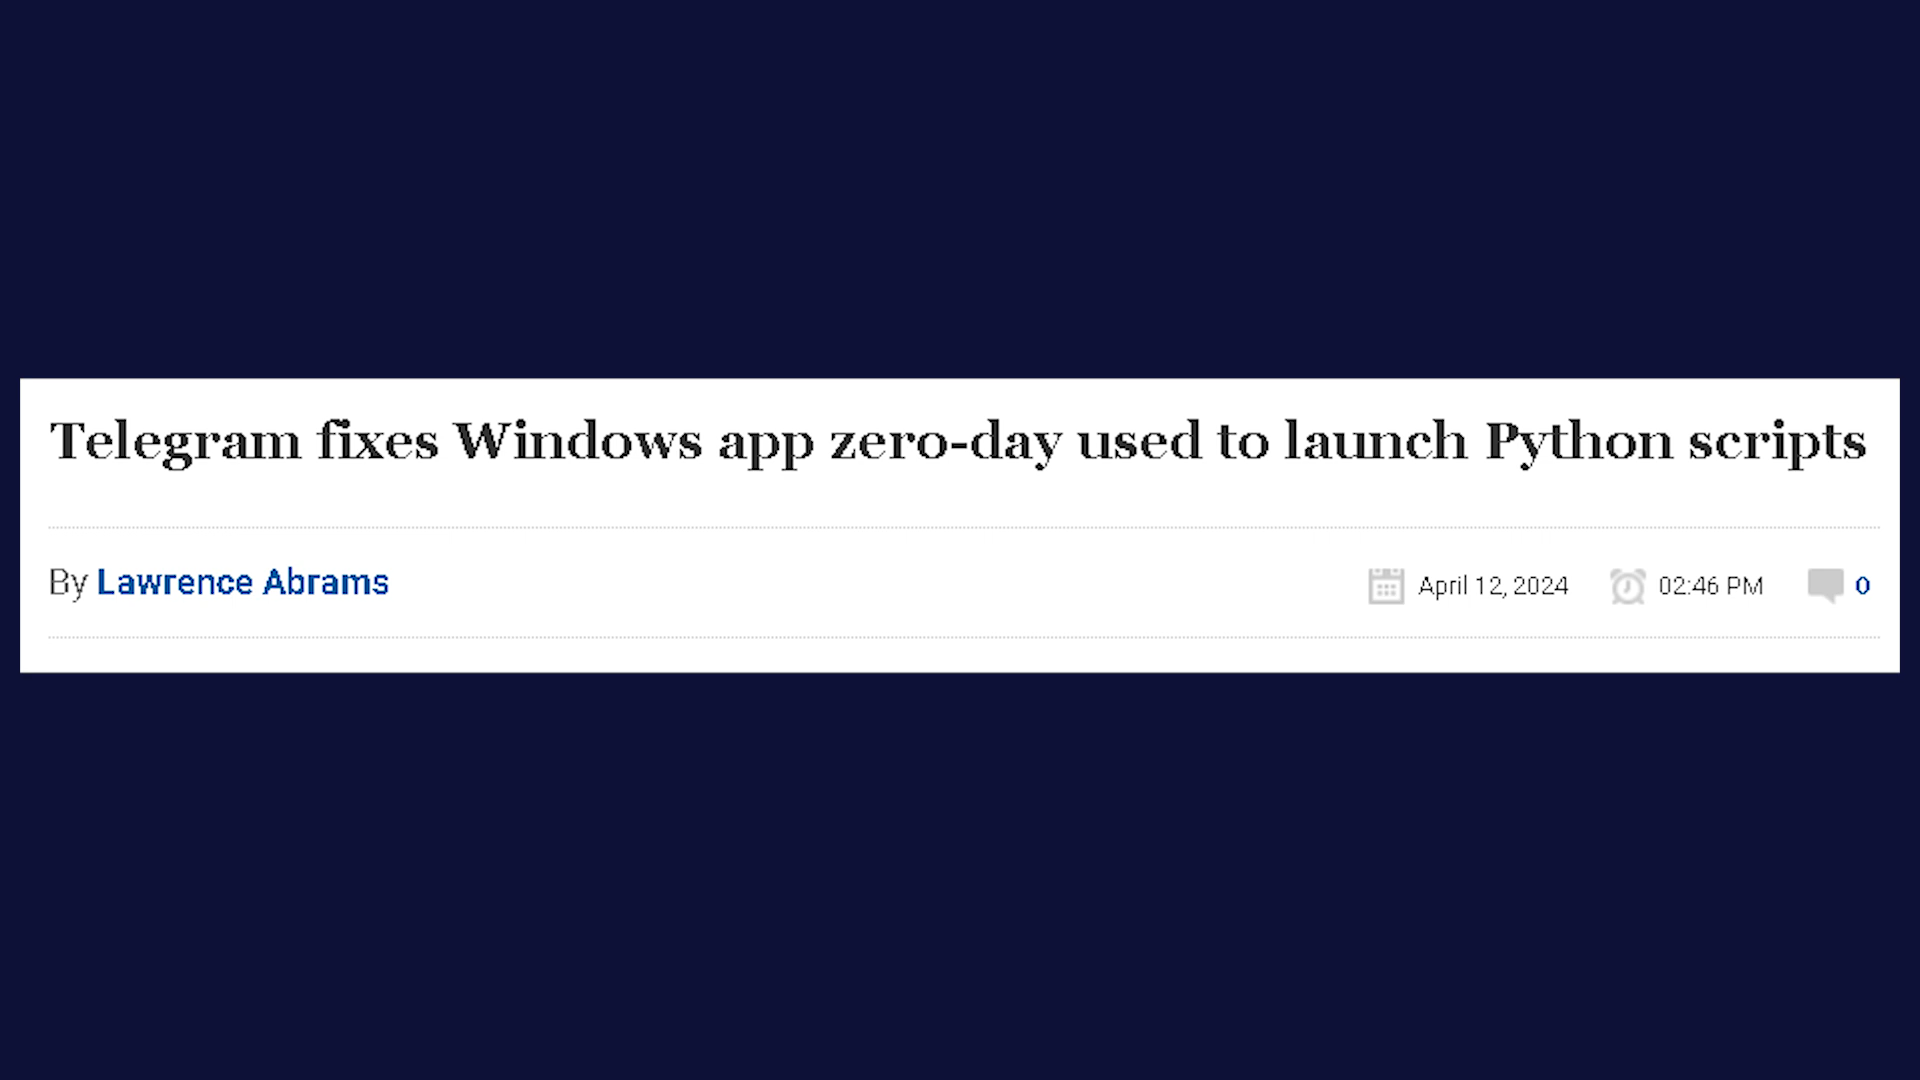 Telegram fixes Windows app zero-day used to launch Python scripts
By Lawrence Abrams April 12, 2024 02:46 PM 0